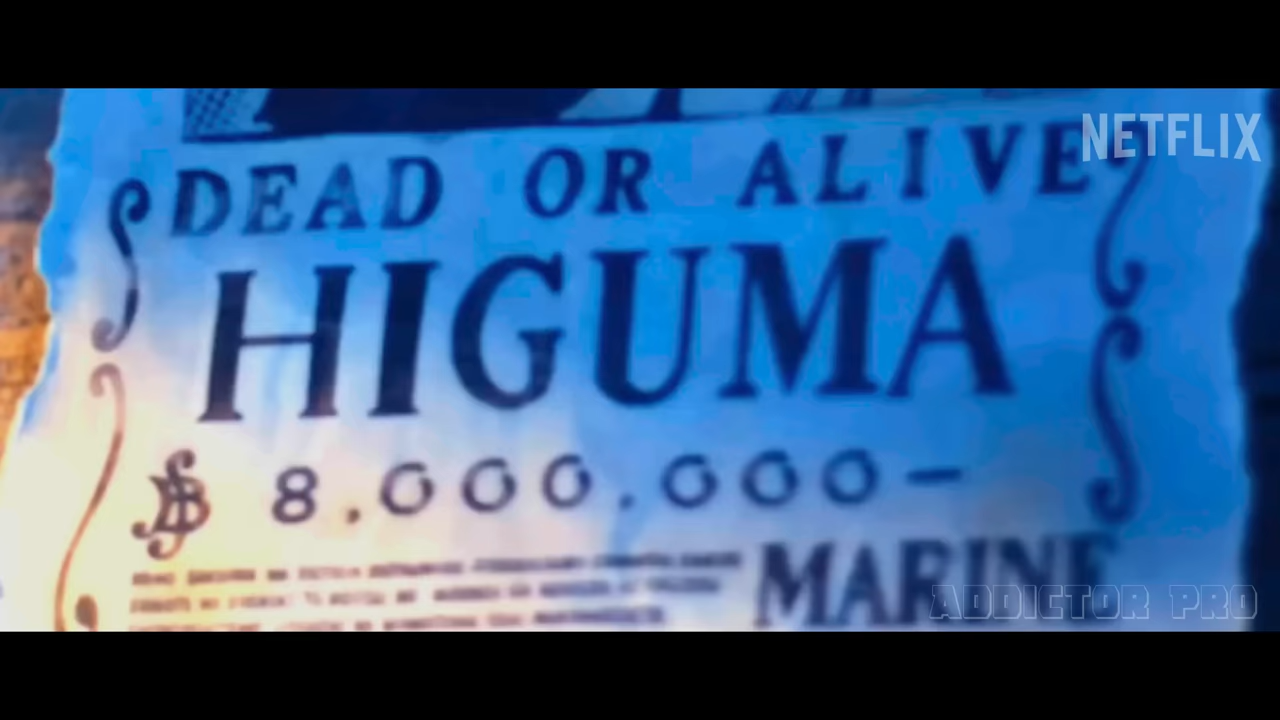 NETFLIX
DEAD OR ALIVE
HIGUMA
฿ 8,000,000-
MARINE
ADDICTOR PRO